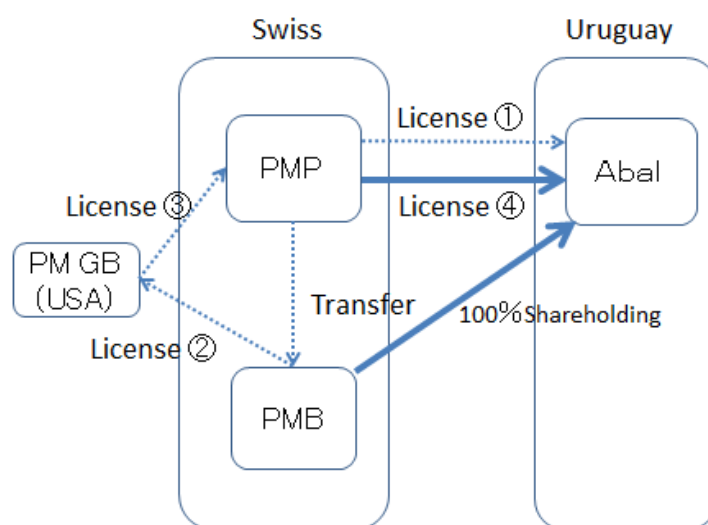 Swiss
Uruguay
License ①
PMP
Abal
License ③
License ④
PM GB
(USA)
Transfer
100%Shareholding
License ②
PMB